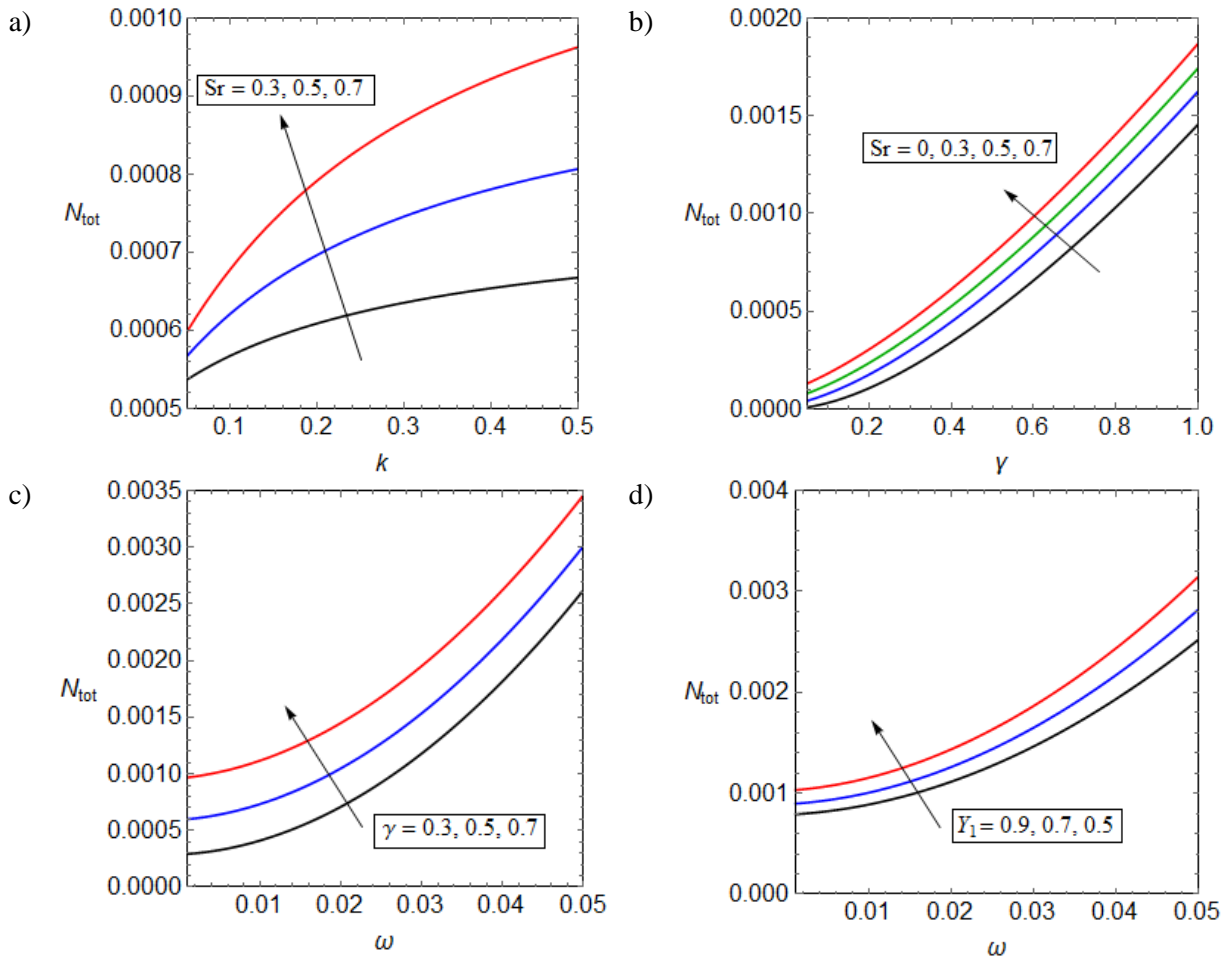 a)
0.0010
0.0009
0.0008
0.0007
0.0006
0.0005
N_tot
Sr = 0.3, 0.5, 0.7
0.1 0.2 0.3 0.4 0.5
k
b)
0.0020
0.0015
0.0010
0.0005
0.0000
N_tot
Sr = 0, 0.3, 0.5, 0.7
0.2 0.4 0.6 0.8 1.0
γ
c)
0.0035
0.0030
0.0025
0.0020
0.0015
0.0010
0.0005
0.0000
N_tot
γ = 0.3, 0.5, 0.7
0.01 0.02 0.03 0.04 0.05
ω
d)
0.004
0.003
0.002
0.001
0.000
N_tot
Y_1 = 0.9, 0.7, 0.5
0.01 0.02 0.03 0.04 0.05
ω